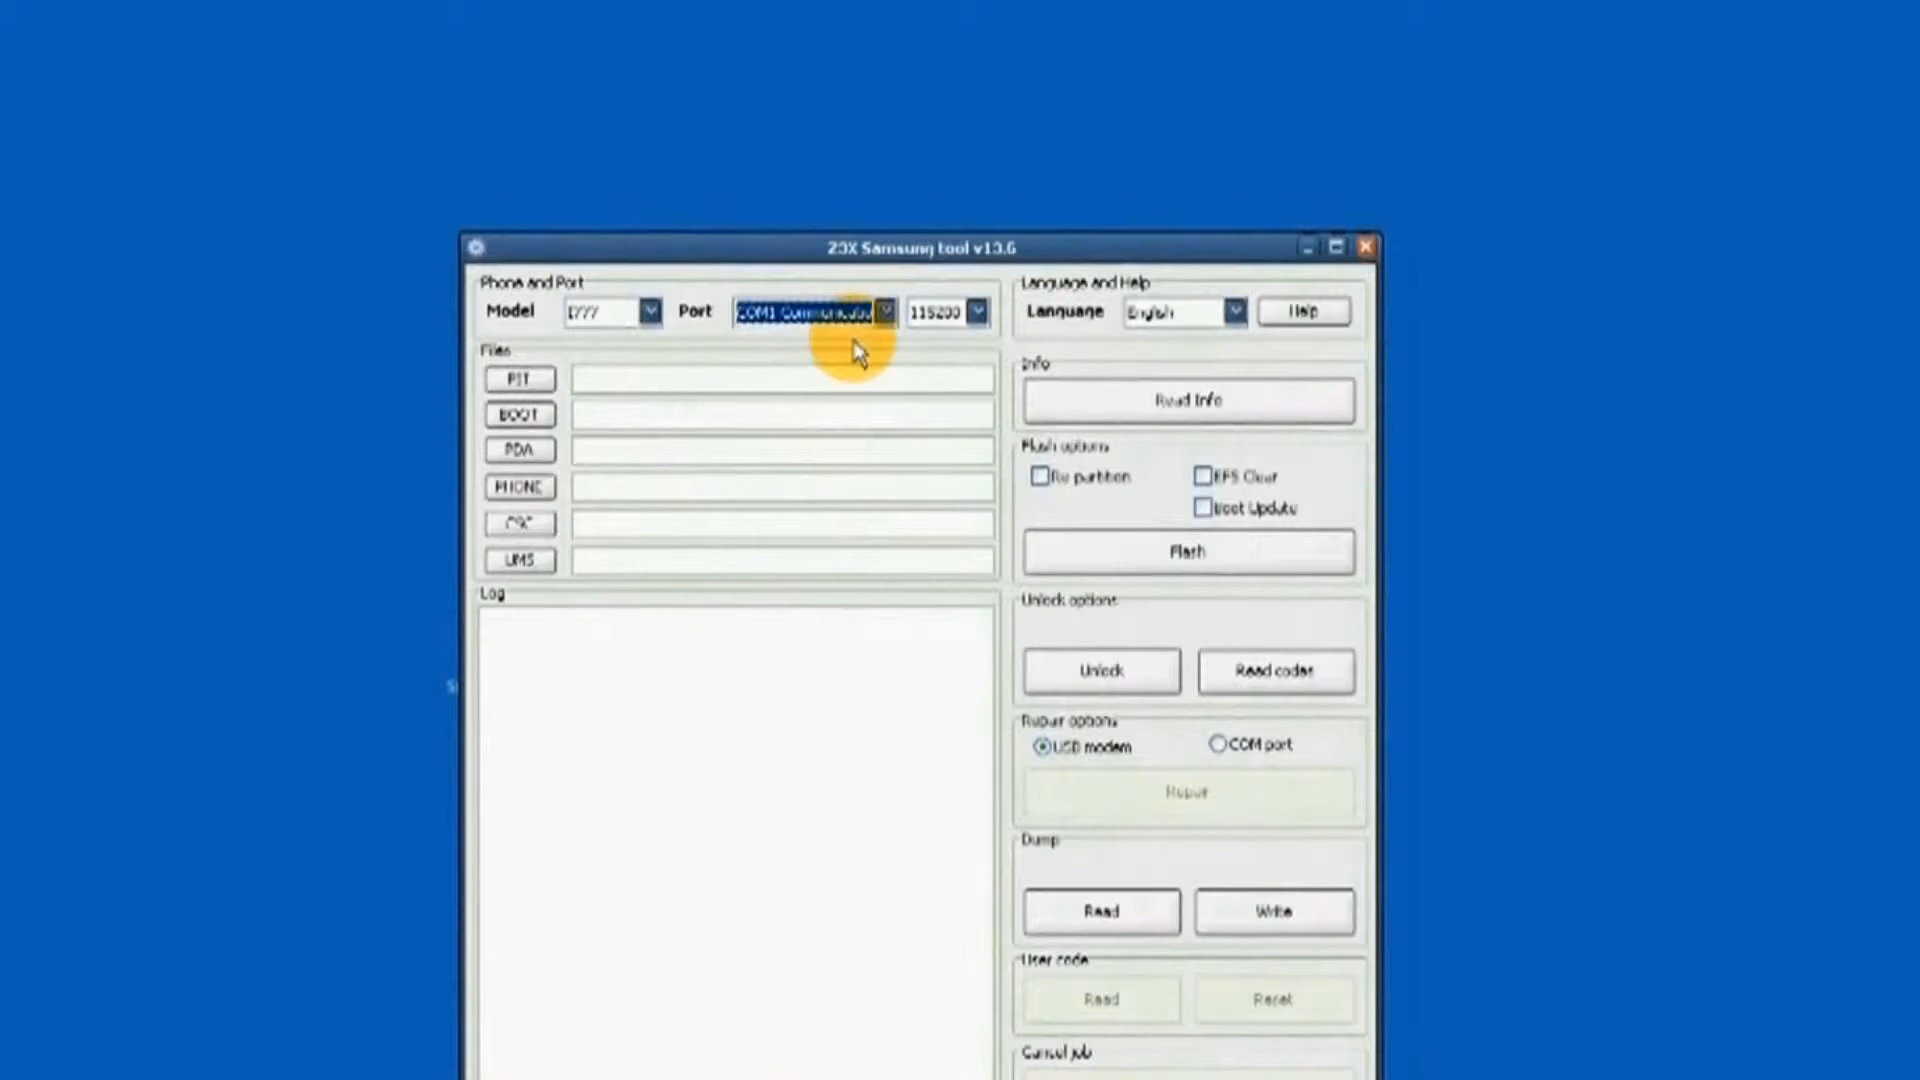 Z3X Samsung tool v13.6
Phone and Port
Model I777 Port COM1 Communicatio 115200
Language and Help
Language English Help
Files
PIT
BOOT
PDA
PHONE
CSC
UMS
Log
Info
Read Info
Flash options
Re partition
EFS Clear
Boot Update
Flash
Unlock options
Unlock
Read codes
Repair options
USB modem
COM port
Repair
Dump
Read
Write
User code
Read
Reset
Cancel job